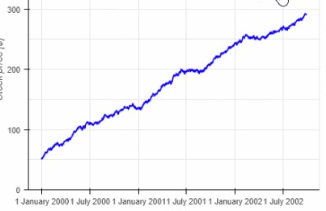 300
200
100
0
1 January 2000
1 July 2000
1 January 2001
1 July 2001
1 January 2002
1 July 2002